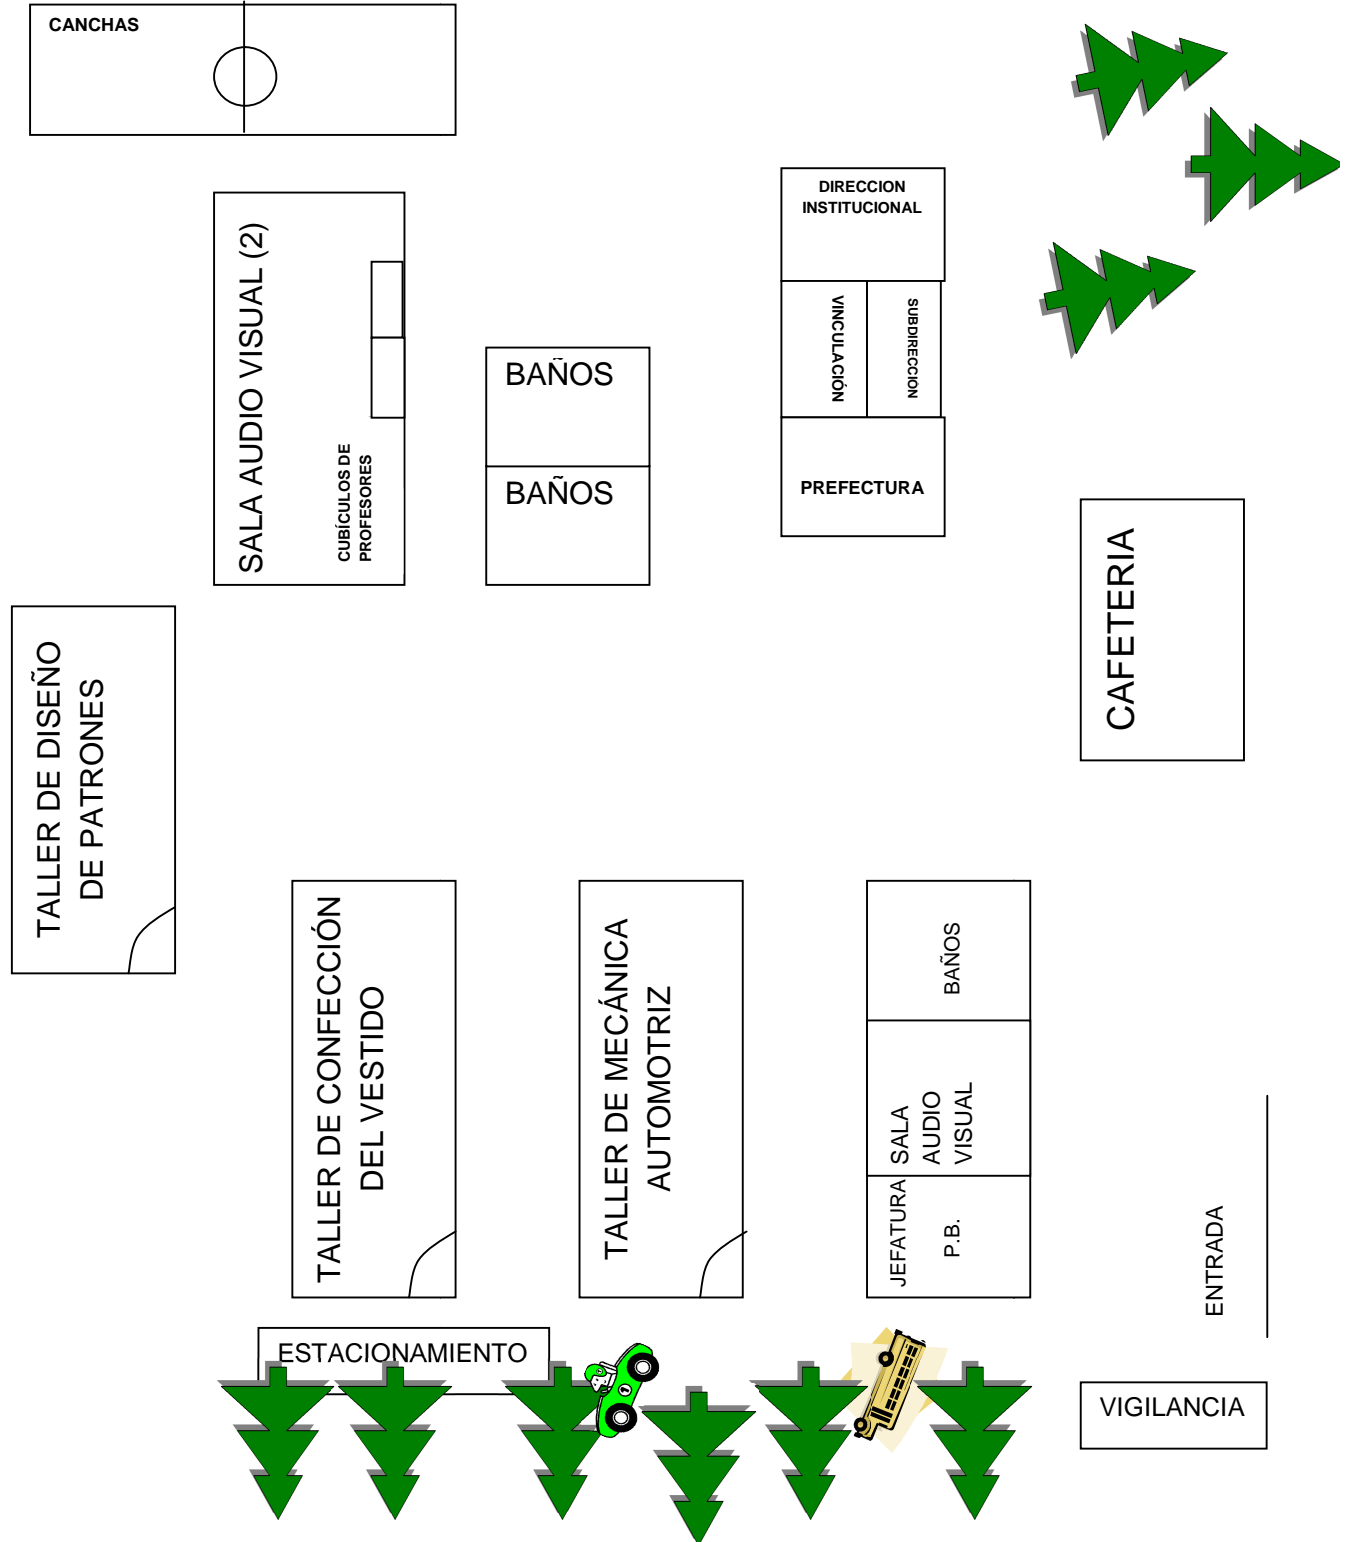 CANCHAS
DIRECCION
INSTITUCIONAL
SALA AUDIO VISUAL (2)
CUBÍCULOS DE
PROFESORES
BAÑOS
BAÑOS
VINCULACIÓN
SUBDIRECCION
PREFECTURA
CAFETERIA
TALLER DE DISEÑO
DE PATRONES
TALLER DE CONFECCIÓN
DEL VESTIDO
TALLER DE MECÁNICA
AUTOMOTRIZ
BAÑOS
SALA
AUDIO
VISUAL
JEFATURA
P.B.
ENTRADA
ESTACIONAMIENTO
1
VIGILANCIA